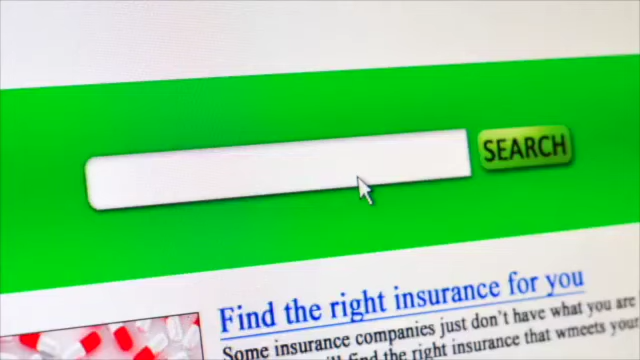 SEARCH
Find the right insurance for you
Some insurance companies just don't have what you are
find the right insurance that wmeets your